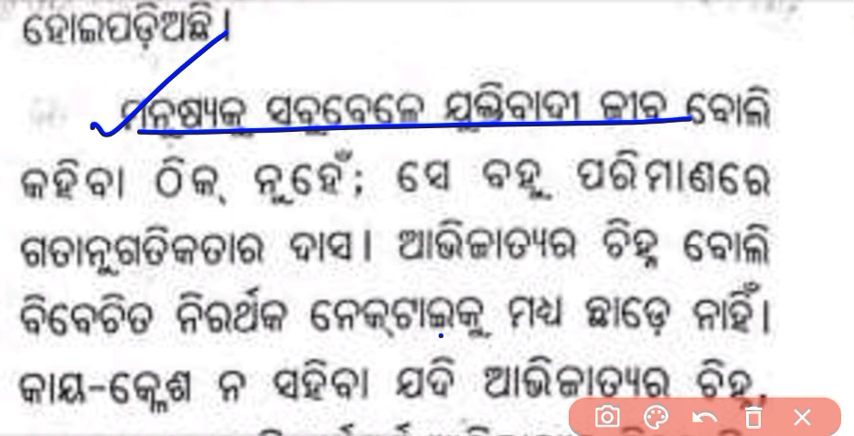 ହୋଇପଡ଼ିଅଛି।
ମନୁଷ୍ୟକୁ ସବୁବେଳେ ଯୁକ୍ତିବାଦୀ ଜୀବ ବୋଲି
କହିବା ଠିକ୍ ନୁହେଁ; ସେ ବହୁ ପରିମାଣରେ
ଗତାନୁଗତିକତାର ଦାସ। ଆଭିଜାତ୍ୟର ଚିହ୍ନ ବୋଲି
ବିବେଚିତ ନିରର୍ଥକ ନେକ୍‌ଟାଇକୁ ମଧ୍ୟ ଛାଡ଼େ ନାହିଁ।
କାୟ-କ୍ଳେଶ ନ ସହିବା ଯଦି ଆଭିଜାତ୍ୟର ଚିହ୍ନ,